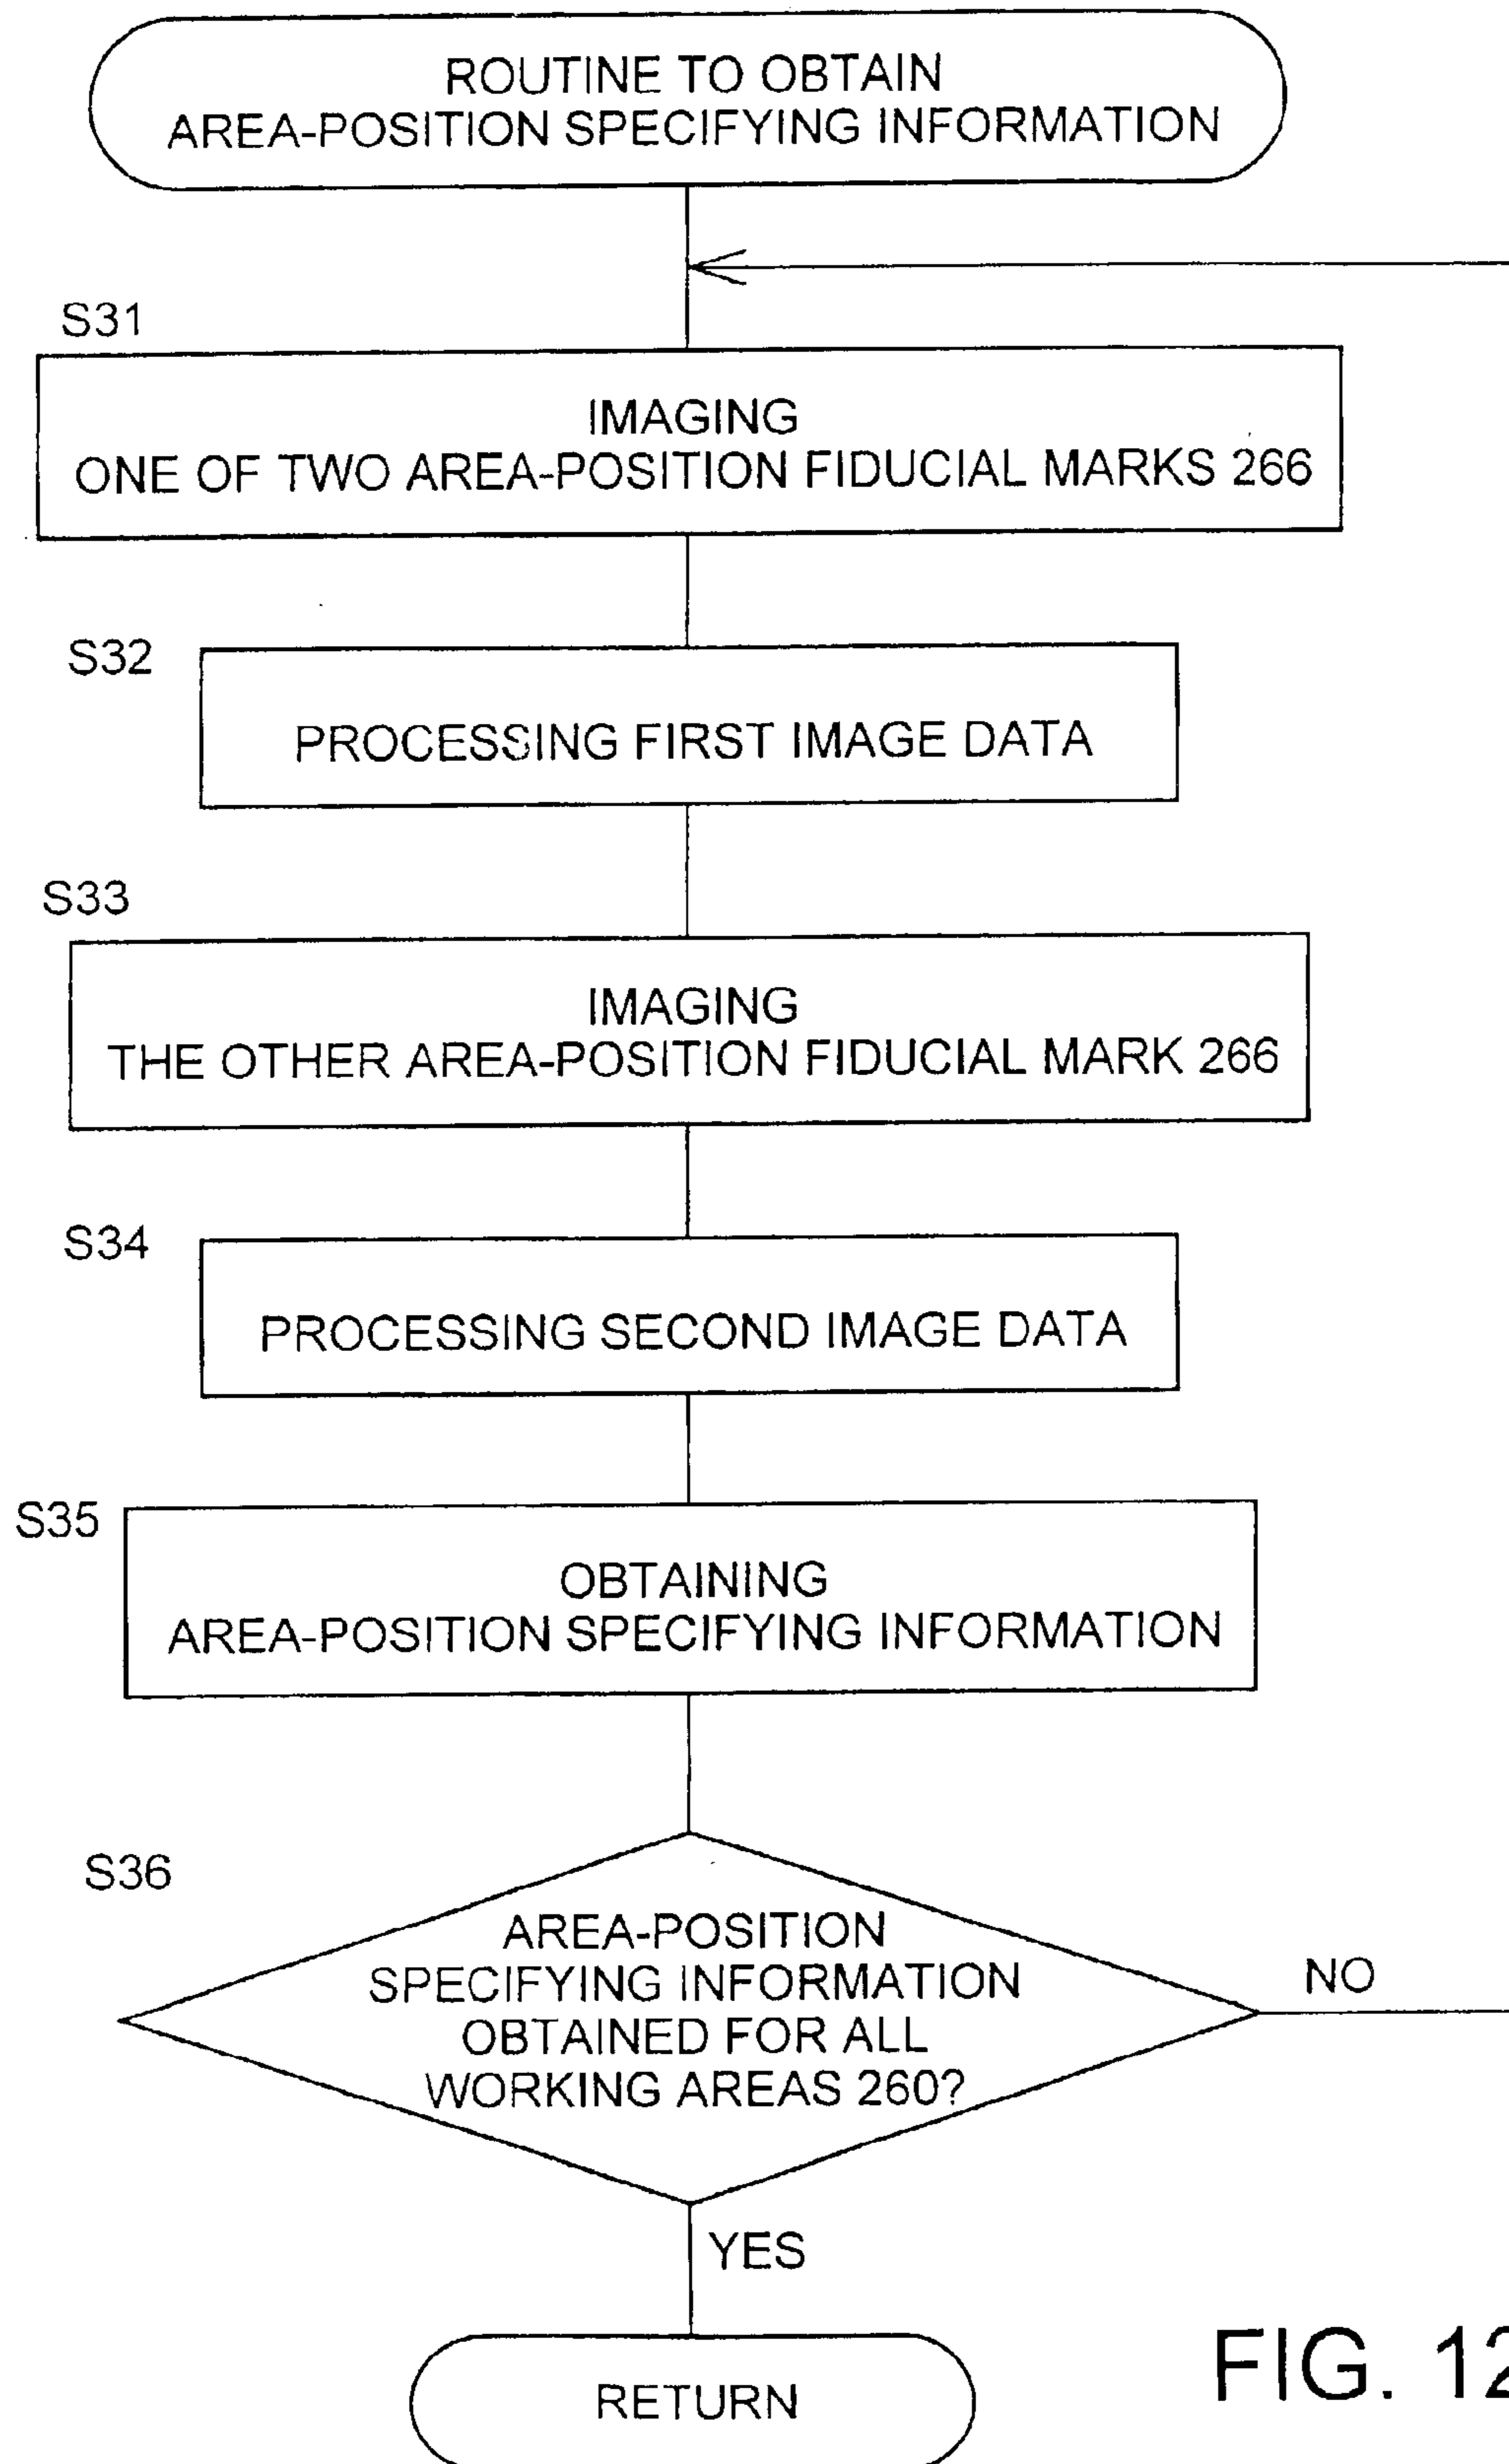 ROUTINE TO OBTAIN
AREA-POSITION SPECIFYING INFORMATION
S31
IMAGING
ONE OF TWO AREA-POSITION FIDUCIAL MARKS 266
S32
PROCESSING FIRST IMAGE DATA
S33
IMAGING
THE OTHER AREA-POSITION FIDUCIAL MARK 266
S34
PROCESSING SECOND IMAGE DATA
S35
OBTAINING
AREA-POSITION SPECIFYING INFORMATION
S36
AREA-POSITION
SPECIFYING INFORMATION
OBTAINED FOR ALL
WORKING AREAS 260?
NO
YES
RETURN
FIG. 12